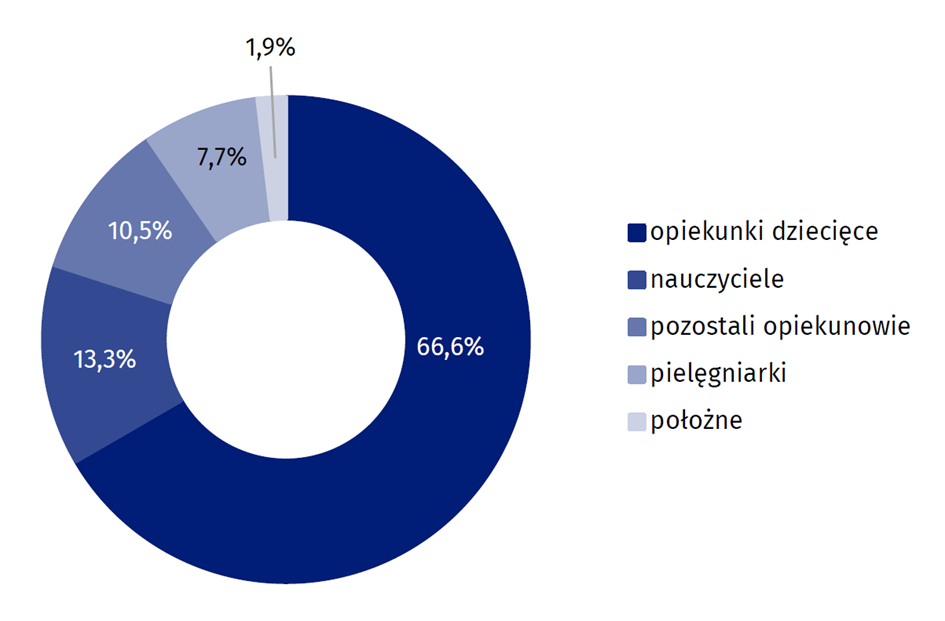 1,9%
7,7%
10,5%
13,3%
66,6%
opiekunki dziecięce
nauczyciele
pozostali opiekunowie
pielęgniarki
położne